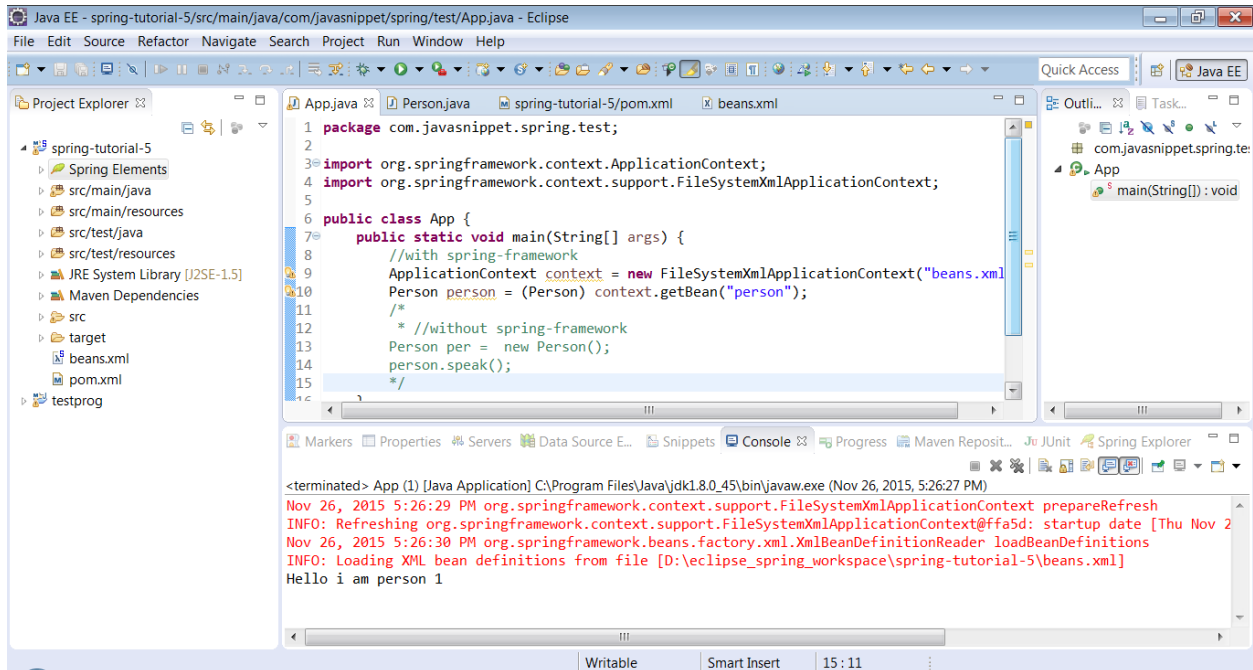 Java EE - spring-tutorial-5/src/main/java/com/javasnippet/spring/test/App.java - Eclipse
File Edit Source Refactor Navigate Search Project Run Window Help
Quick Access
Java EE
Project Explorer
spring-tutorial-5
Spring Elements
src/main/java
src/main/resources
src/test/java
src/test/resources
JRE System Library [J2SE-1.5]
Maven Dependencies
src
target
beans.xml
pom.xml
testprog
App.java Person.java spring-tutorial-5/pom.xml beans.xml
1 package com.javasnippet.spring.test;
2
3 import org.springframework.context.ApplicationContext;
4 import org.springframework.context.support.FileSystemXmlApplicationContext;
5
6 public class App {
7 public static void main(String[] args) {
8 //with spring-framework
9 ApplicationContext context = new FileSystemXmlApplicationContext("beans.xml
10 Person person = (Person) context.getBean("person");
11 /*
12 * //without spring-framework
13 Person per = new Person();
14 person.speak();
15 */
16 }
Outli... Task...
com.javasnippet.spring.te
App
main(String[]) : void
Markers Properties Servers Data Source E... Snippets Console Progress Maven Reposit... JUnit Spring Explorer
<terminated> App (1) [Java Application] C:\Program Files\Java\jdk1.8.0_45\bin\javaw.exe (Nov 26, 2015, 5:26:27 PM)
Nov 26, 2015 5:26:29 PM org.springframework.context.support.FileSystemXmlApplicationContext prepareRefresh
INFO: Refreshing org.springframework.context.support.FileSystemXmlApplicationContext@ffa5d: startup date [Thu Nov 2
Nov 26, 2015 5:26:30 PM org.springframework.beans.factory.xml.XmlBeanDefinitionReader loadBeanDefinitions
INFO: Loading XML bean definitions from file [D:\eclipse_spring_workspace\spring-tutorial-5\beans.xml]
Hello i am person 1
Writable Smart Insert 15 : 11